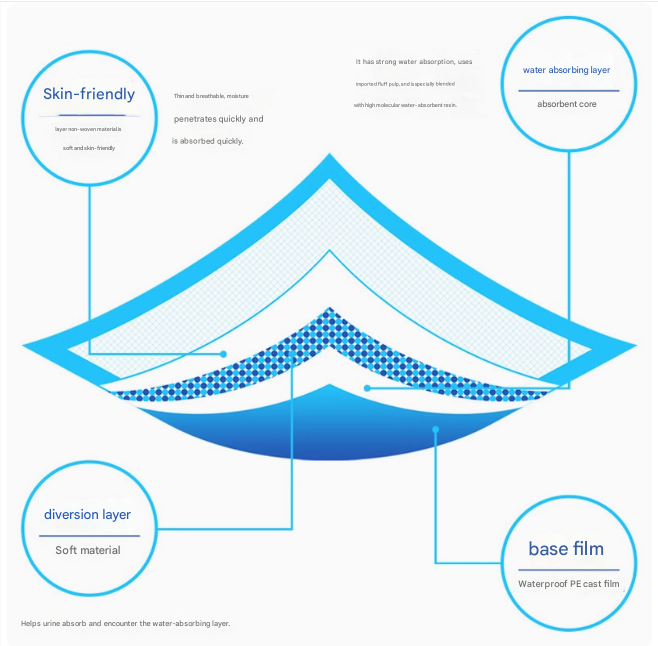 Skin-friendly
layer non-woven materialis
soft and skin-friendly
Thin and breathable, moisture
penetrates quickly and
is absorbed quickly.
It has strong water absorption, uses
imported fluff pulp, and is specially blended
with high molecular water-absorbent resin.
water absorbing layer
absorbent core
diversion layer
Soft material
base film
Waterproof PE cast film
Helps urine absorb and encounter the water-absorbing layer.